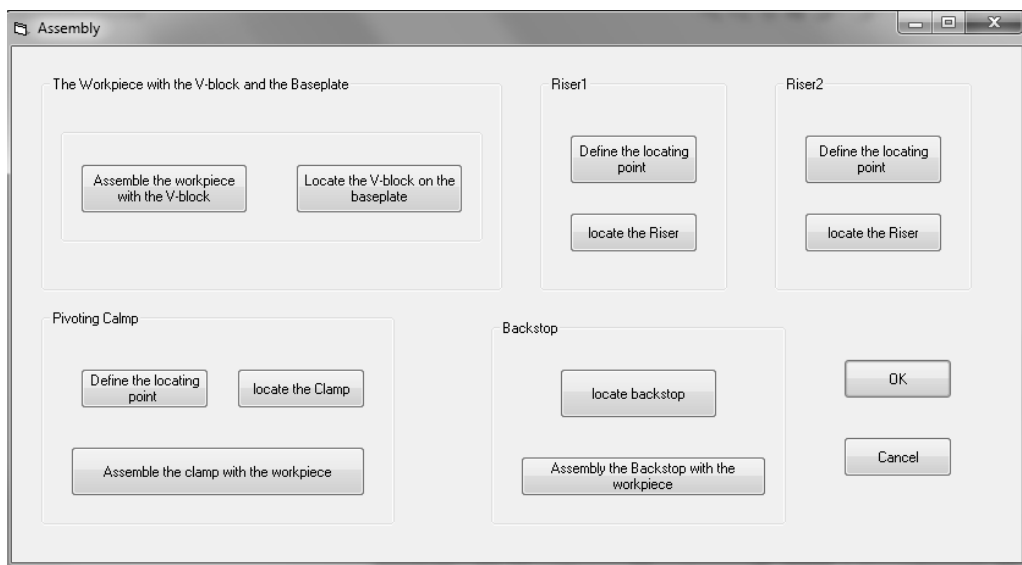 Assembly
The Workpiece with the V-block and the Baseplate
Assemble the workpiece
with the V-block
Locate the V-block on the
baseplate
Riser1
Define the locating
point
locate the Riser
Riser2
Define the locating
point
locate the Riser
Pivoting Calmp
Define the locating
point
locate the Clamp
Assemble the clamp with the workpiece
Backstop
locate backstop
Assembly the Backstop with the
workpiece
OK
Cancel